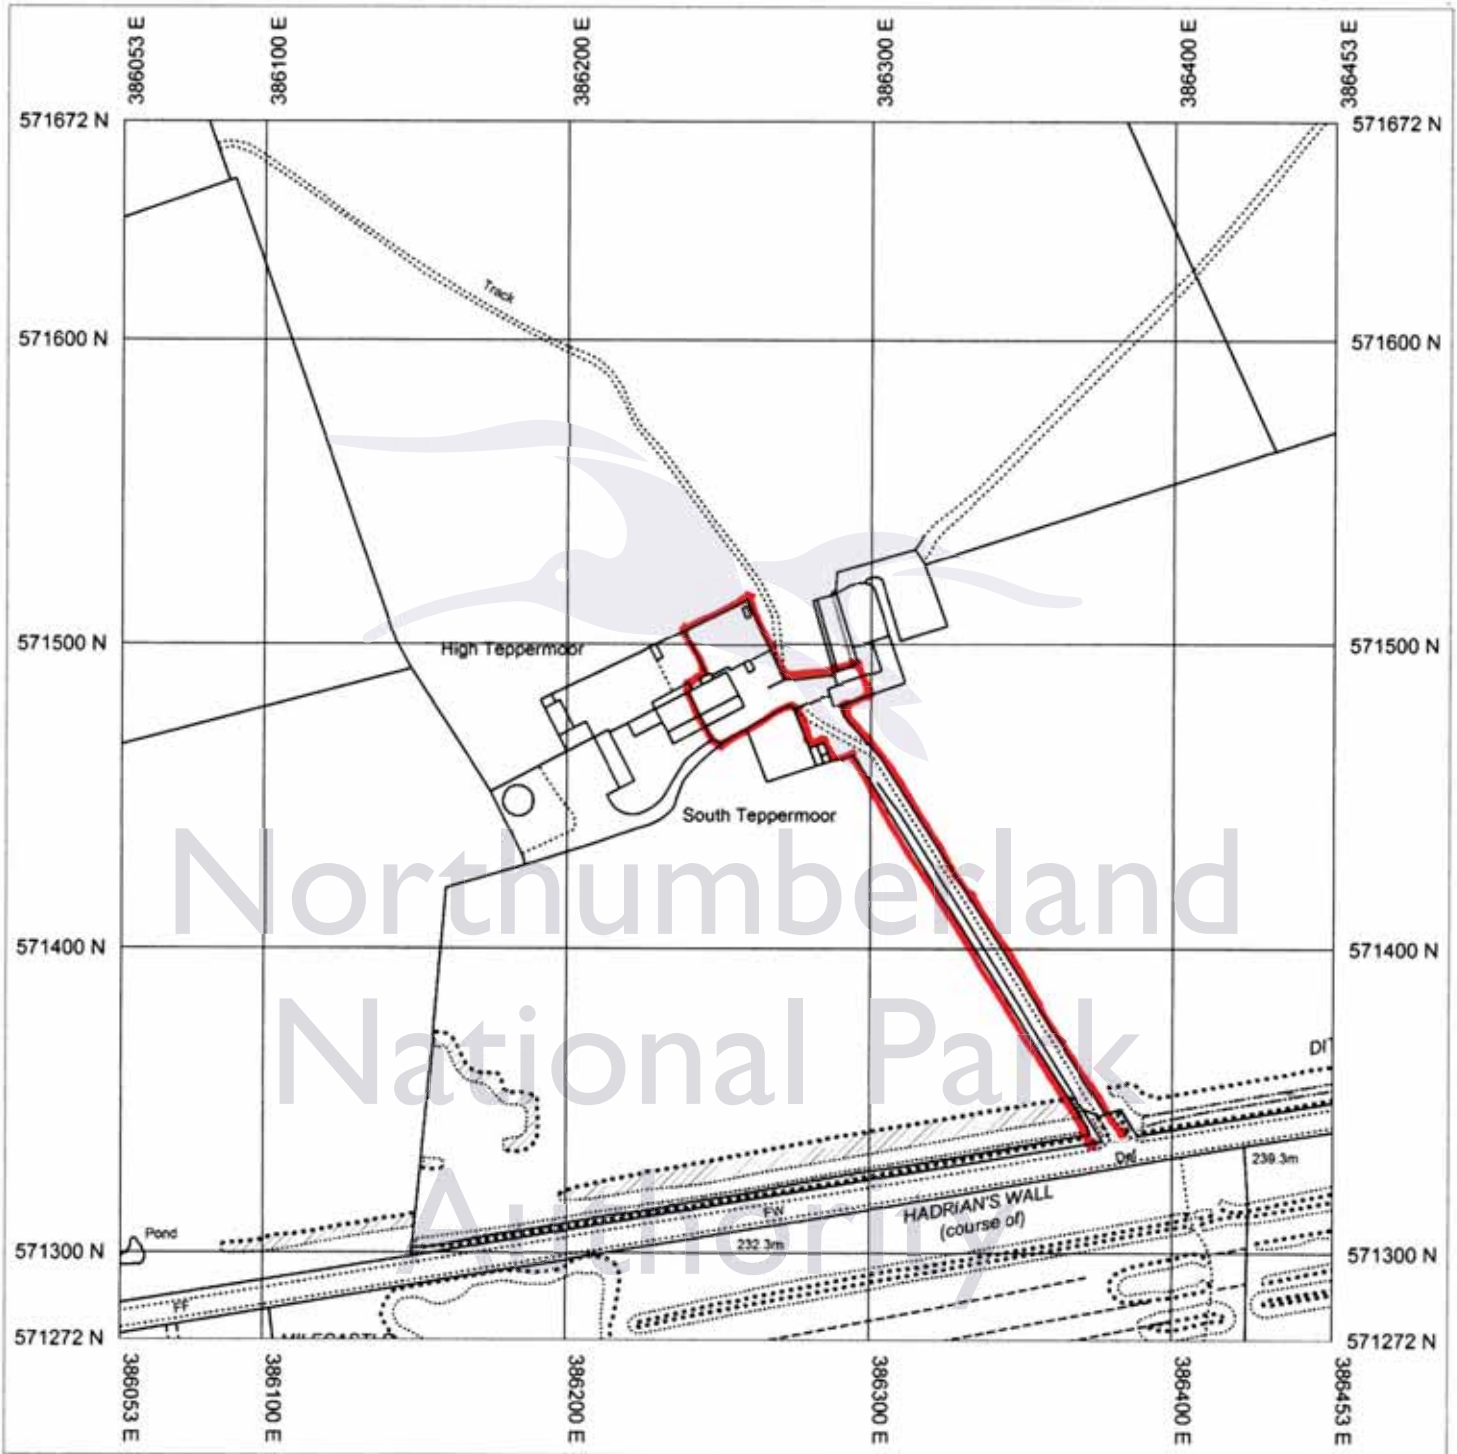 386053 E
386100 E
386200 E
386300 E
386400 E
386453 E
571672 N
571672 N
Track
571600 N
571600 N
571500 N
High Teppermoor
571500 N
South Teppermoor
Northumberland
571400 N
571400 N
National Park
Authority
Pond
FW
HADRIAN'S WALL
(course of)
239.3m
232.3m
571300 N
571300 N
FF
571272 N
571272 N
386053 E
386100 E
386200 E
386300 E
386400 E
386453 E